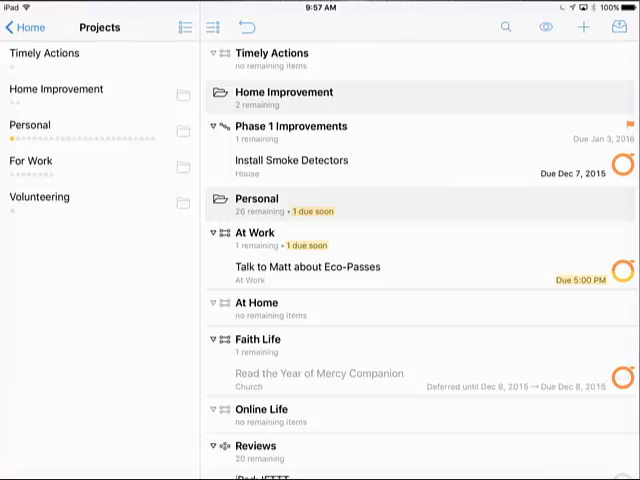 iPad 9:57 AM 100%
Home Projects
Timely Actions
Home Improvement
Personal
For Work
Volunteering
Timely Actions
no remaining items
Home Improvement
2 remaining
Phase 1 Improvements
1 remaining Due Jan 3, 2016
Install Smoke Detectors
House Due Dec 7, 2015
Personal
26 remaining • 1 due soon
At Work
1 remaining • 1 due soon
Talk to Matt about Eco-Passes
At Work Due 5:00 PM
At Home
no remaining items
Faith Life
1 remaining
Read the Year of Mercy Companion
Church Deferred until Dec 8, 2015 → Due Dec 8, 2015
Online Life
no remaining items
Reviews
20 remaining